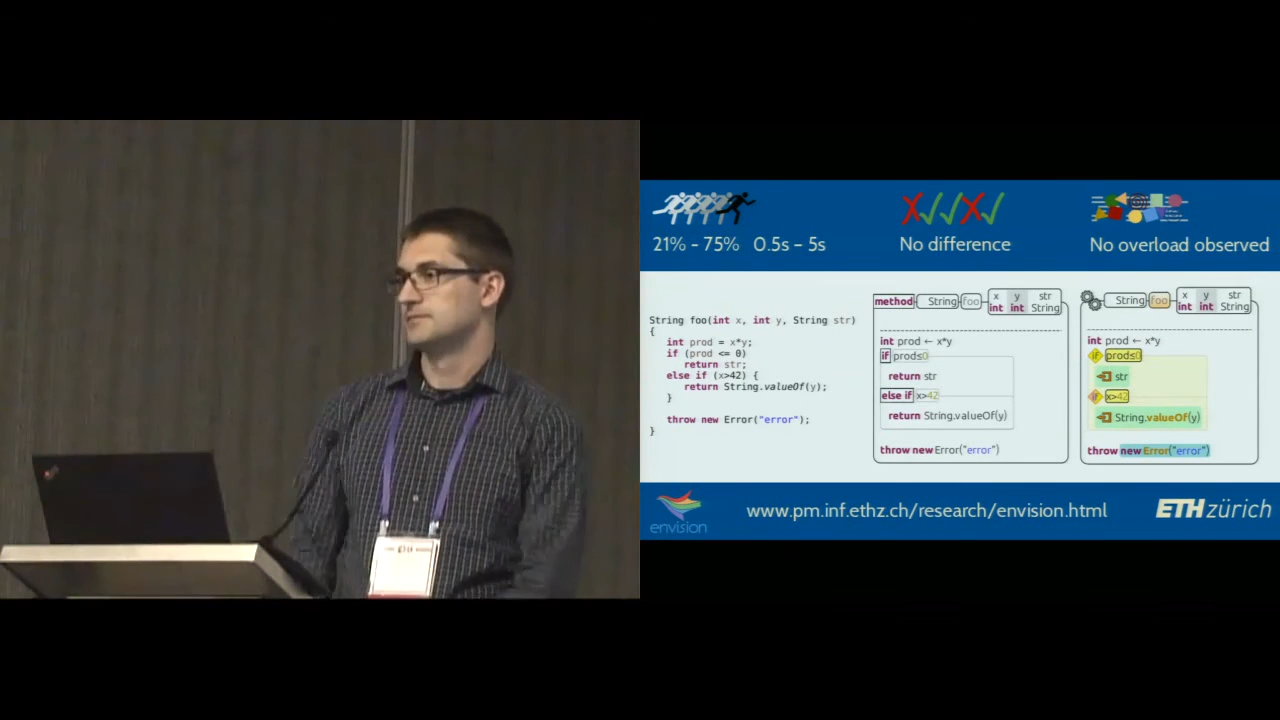 21% - 75% 0.5s - 5s
No difference
No overload observed
String foo(int x, int y, String str)
{
int prod = x*y;
if (prod <= 0)
return str;
else if (x>42) {
return String.valueOf(y);
}
throw new Error("error");
}
method String foo
x y str
int int String
int prod ← x*y
if prod≤0
return str
else if x>42
return String.valueOf(y)
throw new Error("error")
String foo
x y str
int int String
int prod ← x*y
if prod≤0
str
if x>42
String.valueOf(y)
throw new Error("error")
envision
www.pm.inf.ethz.ch/research/envision.html
ETH zürich